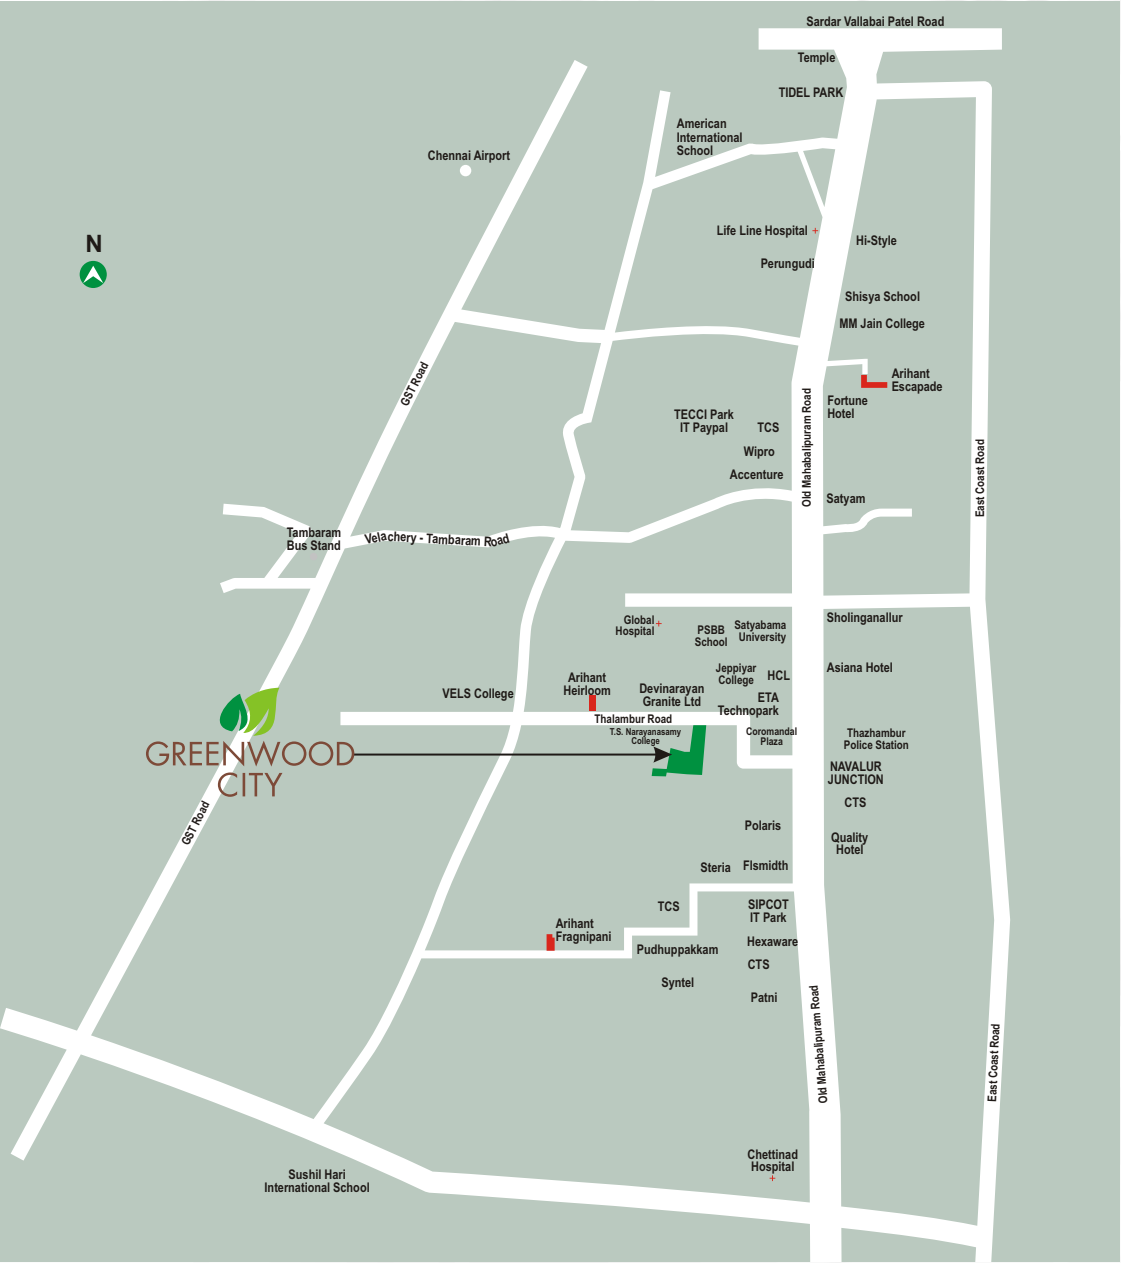 Sardar Vallabai Patel Road
Temple
TIDEL PARK
American
International
School
Chennai Airport
N
Life Line Hospital
Hi-Style
Perungudi
Shisya School
MM Jain College
GST Road
Arihant
Escapade
Fortune
Hotel
Old Mahabalipuram Road
TECCI Park
IT Paypal
TCS
Wipro
Accenture
East Coast Road
Satyam
Tambaram
Bus Stand
Velachery - Tambaram Road
Sholinganallur
Global
Hospital
PSBB
School
Satyabama
University
Jeppiyar
College
HCL
Asiana Hotel
Arihant
Heirloom
VELS College
Devinarayan
Granite Ltd
ETA
Technopark
Thalambur Road
T.S. Narayanasamy
College
Coromandal
Plaza
Thazhambur
Police Station
GREENWOOD
CITY
NAVALUR
JUNCTION
CTS
GST Road
Polaris
Quality
Hotel
Steria
Flsmidth
TCS
SIPCOT
IT Park
Arihant
Fragnipani
Pudhuppakkam
Hexaware
CTS
Syntel
Patni
Old Mahabalipuram Road
East Coast Road
Chettinad
Hospital
Sushil Hari
International School